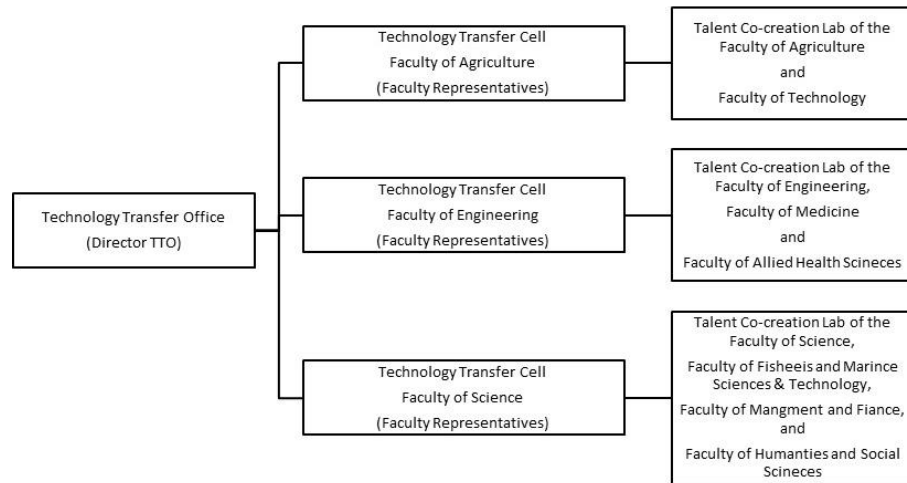 Technology Transfer Office
(Director TTO)
Technology Transfer Cell
Faculty of Agriculture
(Faculty Representatives)
Talent Co-creation Lab of the
Faculty of Agriculture
and
Faculty of Technology
Technology Transfer Cell
Faculty of Engineering
(Faculty Representatives)
Talent Co-creation Lab of the
Faculty of Engineering,
Faculty of Medicine
and
Faculty of Allied Health Scineces
Technology Transfer Cell
Faculty of Science
(Faculty Representatives)
Talent Co-creation Lab of the
Faculty of Science,
Faculty of Fisheeis and Marince
Sciences & Technology,
Faculty of Mangment and Fiance,
and
Faculty of Humanties and Social
Scineces